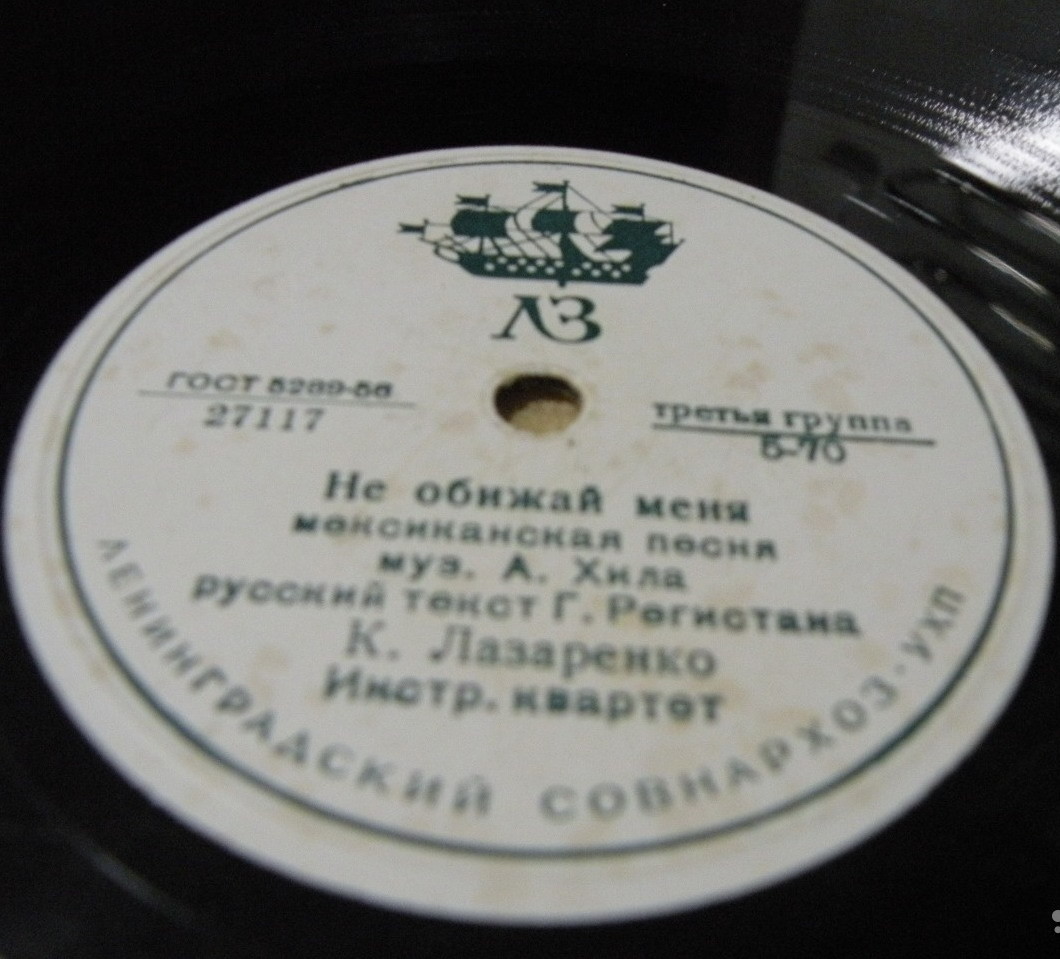 ЛЗ
ГОСТ 5289-56
27117
третья группа
5-70
Не обижай меня
мексиканская песня
муз. А. Хила
русский текст Г. Регистана
К. Лазаренко
Инстр. квартет
ЛЕНИНГРАДСКИЙ СОВНАРХОЗ-УХП